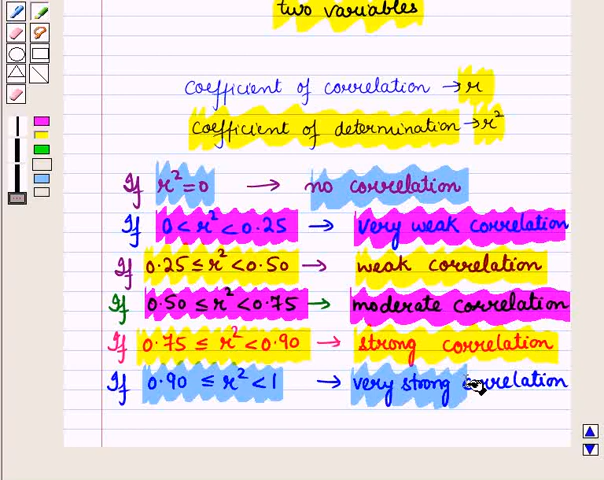 two variables
coefficient of correlation → r
coefficient of determination → r²
If r²=0 → no correlation
If 0 < r² < 0.25 → very weak correlation
If 0.25 ≤ r² < 0.50 → weak correlation
If 0.50 ≤ r² < 0.75 → moderate correlation
If 0.75 ≤ r² < 0.90 → strong correlation
If 0.90 ≤ r² < 1 → very strong correlation